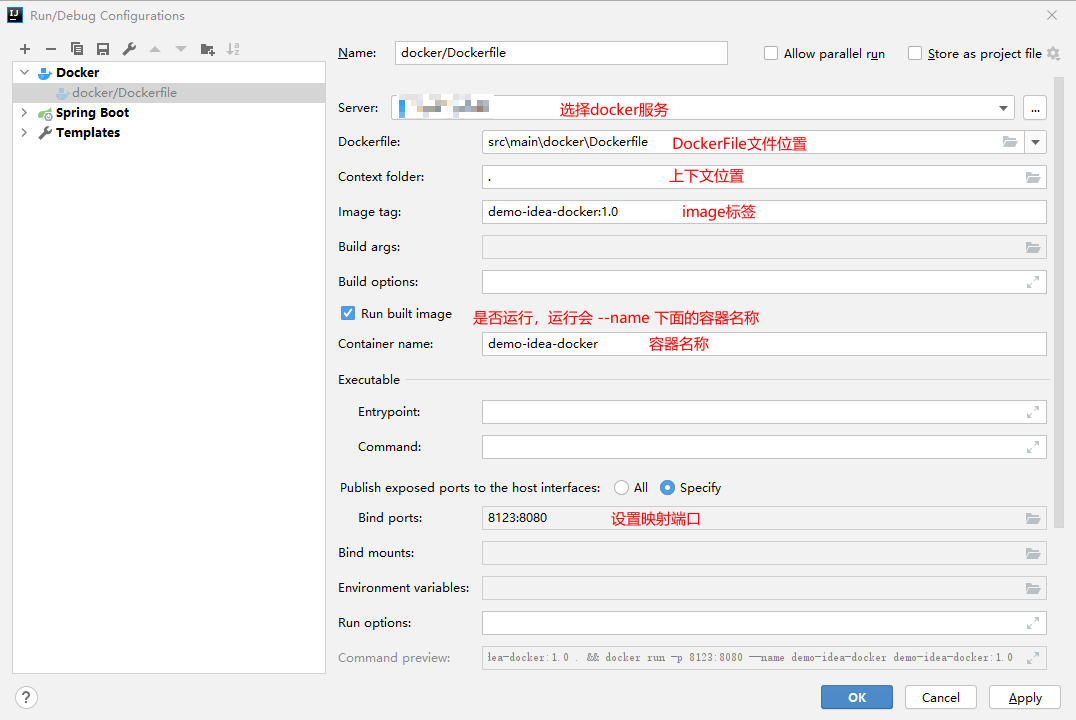 Run/Debug Configurations
Name: docker/Dockerfile Allow parallel run Store as project file
Docker
docker/Dockerfile
Spring Boot
Templates
Server: 选择docker服务 ...
Dockerfile: src\main\docker\Dockerfile DockerFile文件位置
Context folder: . 上下文位置
Image tag: demo-idea-docker:1.0 image标签
Build args:
Build options:
Run built image 是否运行，运行会 --name 下面的容器名称
Container name: demo-idea-docker 容器名称
Executable
Entrypoint:
Command:
Publish exposed ports to the host interfaces: All Specify
Bind ports: 8123:8080 设置映射端口
Bind mounts:
Environment variables:
Run options:
Command preview: lea-docker:1.0 . && docker run -p 8123:8080 --name demo-idea-docker demo-idea-docker:1.0
? OK Cancel Apply